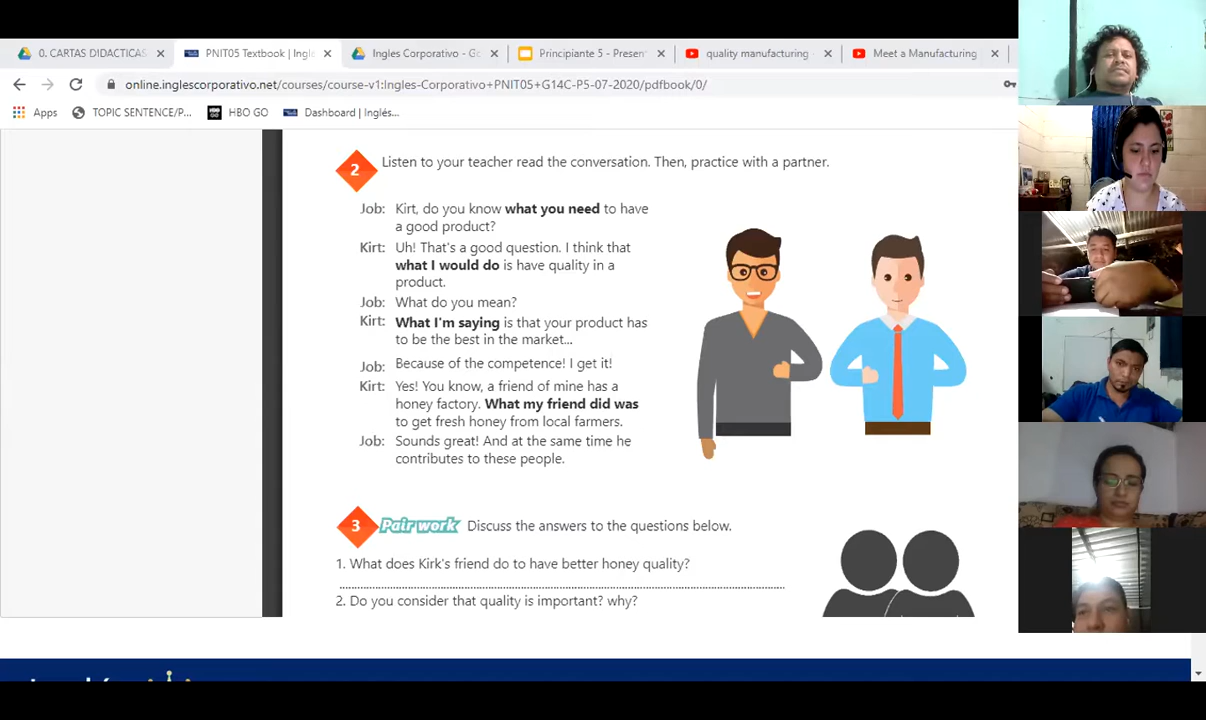 0. CARTAS DIDACTICAS
PNIT05 Textbook | Ingle
Ingles Corporativo - Go
Principiante 5 - Present
quality manufacturing
Meet a Manufacturing
online.inglescorporativo.net/courses/course-v1:Ingles-Corporativo+PNIT05+G14C-P5-07-2020/pdfbook/0/
Apps
TOPIC SENTENCE/P...
HBO GO
Dashboard | Inglés...
2 Listen to your teacher read the conversation. Then, practice with a partner.
Job: Kirt, do you know what you need to have
a good product?
Kirt: Uh! That's a good question. I think that
what I would do is have quality in a
product.
Job: What do you mean?
Kirt: What I'm saying is that your product has
to be the best in the market...
Job: Because of the competence! I get it!
Kirt: Yes! You know, a friend of mine has a
honey factory. What my friend did was
to get fresh honey from local farmers.
Job: Sounds great! And at the same time he
contributes to these people.
3 Pair work Discuss the answers to the questions below.
1. What does Kirk's friend do to have better honey quality?
2. Do you consider that quality is important? why?